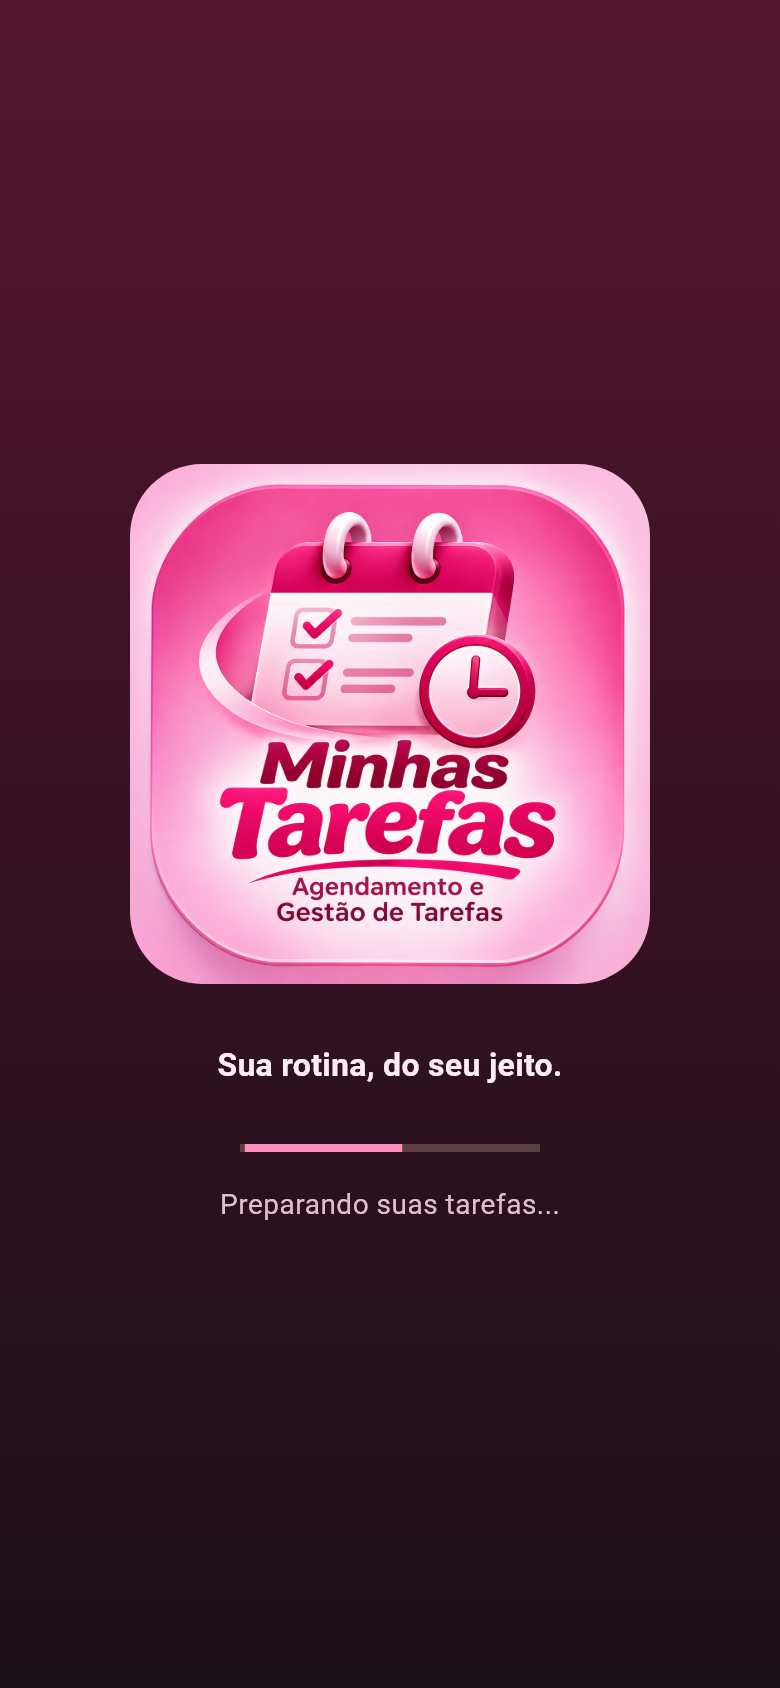 Minhas
Tarefas
Agendamento e
Gestão de Tarefas
Sua rotina, do seu jeito.
Preparando suas tarefas...